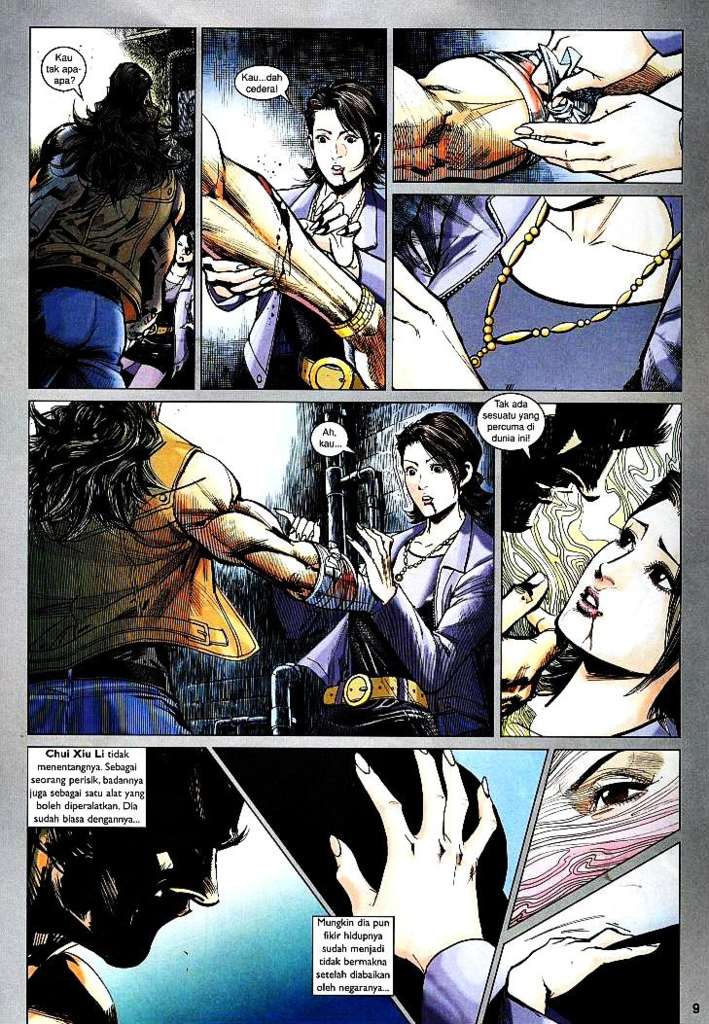 Kau
tak apa-
apa?
Kau...dah
cedera!
Ah,
kau...
Tak ada
sesuatu yang
percuma di
dunia ini!
Chui Xiu Li tidak
menentangnya. Sebagai
seorang perisik, badannya
juga sebagai satu alat yang
boleh diperalatkan. Dia
sudah biasa dengannya...
Mungkin dia pun
fikir hidupnya
sudah menjadi
tidak bermakna
setelah diabaikan
oleh negaranya...
9